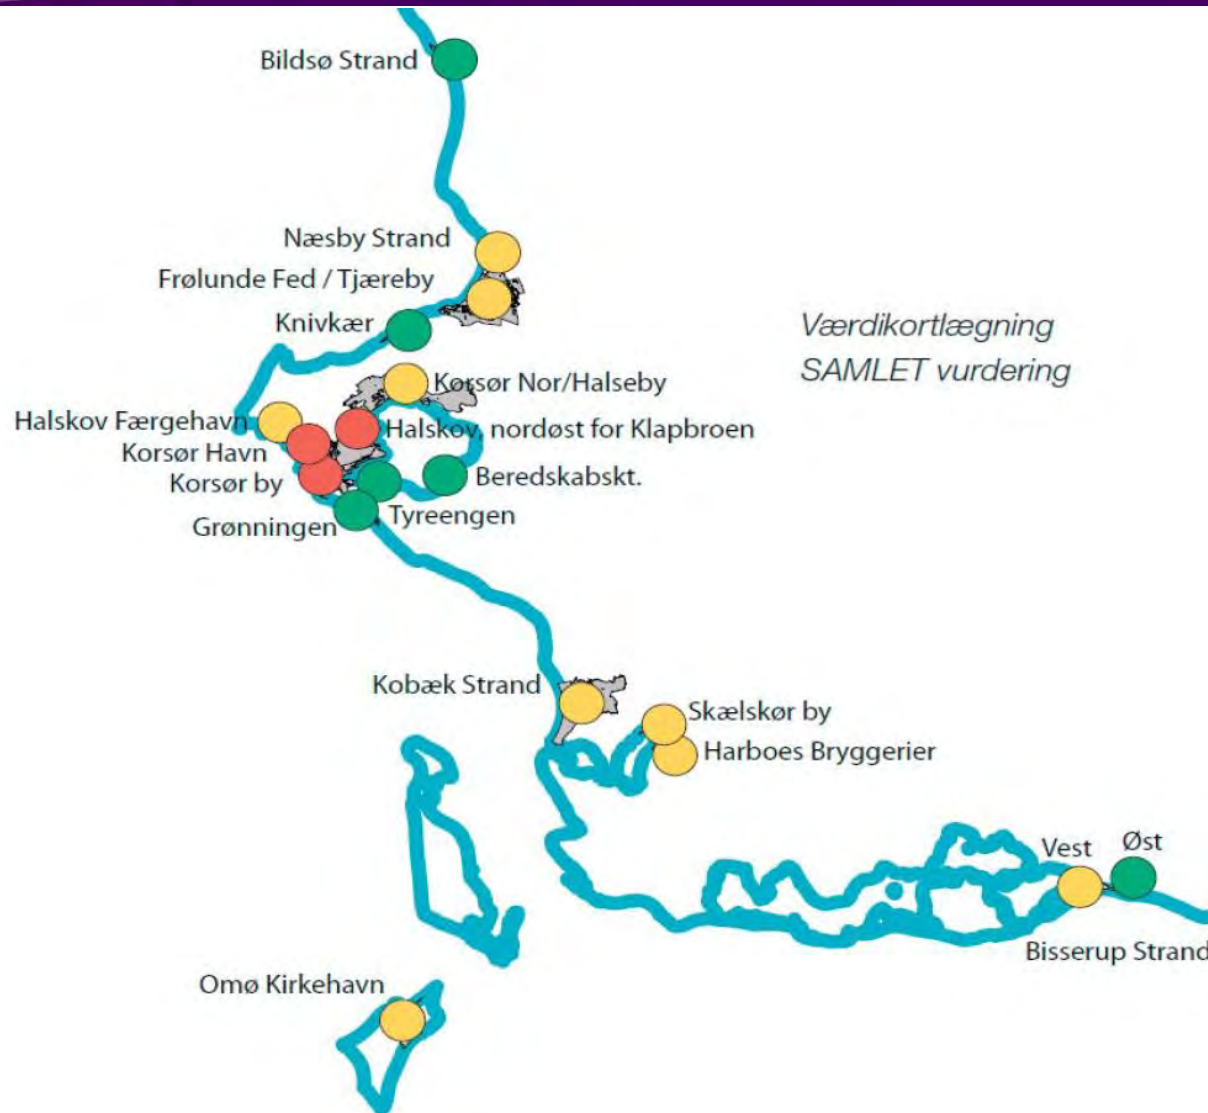 Bildsø Strand
Næsby Strand
Frølunde Fed / Tjæreby
Knivkær
Værdikortlægning
SAMLET vurdering
Korsør Nor/Halseby
Halskov Færgehavn
Halskov, nordøst for Klapbroen
Korsør Havn
Korsør by
Beredskabskt.
Grønningen
Tyreengen
Kobæk Strand
Skælskør by
Harboes Bryggerier
Vest
Øst
Bisserup Strand
Omø Kirkehavn